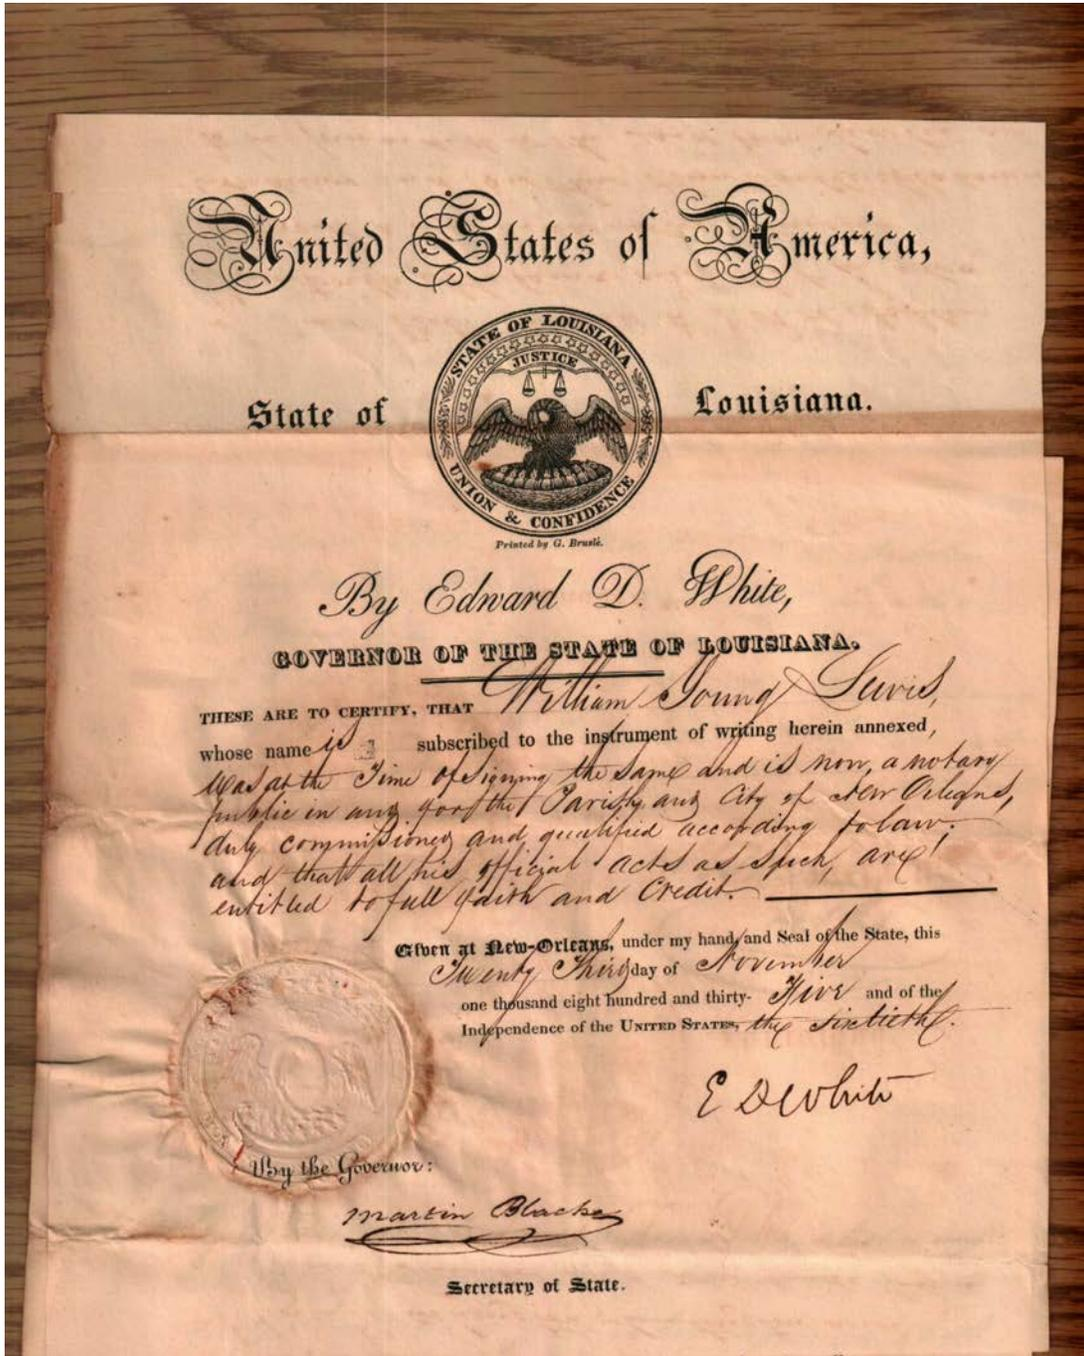 United States of America,
STATE OF LOUISIANA
JUSTICE
State of Louisiana.
UNION & CONFIDENCE
Printed by G. Bruslé.
By Edward D. White,
GOVERNOR OF THE STATE OF LOUISIANA.
THESE ARE TO CERTIFY, THAT William Young Lewis,
whose name is subscribed to the instrument of writing herein annexed,
was at the Time of signing the same and is now, a notary
public in and for the Parish and City of New Orleans,
duly commissioned and qualified according to law;
and that all his official acts as such, are
entitled to full faith and Credit.
Given at New-Orleans, under my hand, and Seal of the State, this
Twenty Third day of November
one thousand eight hundred and thirty- Five and of the
Independence of the UNITED STATES, the sixtieth.
E D White
By the Governor:
Martin Blache
Secretary of State.